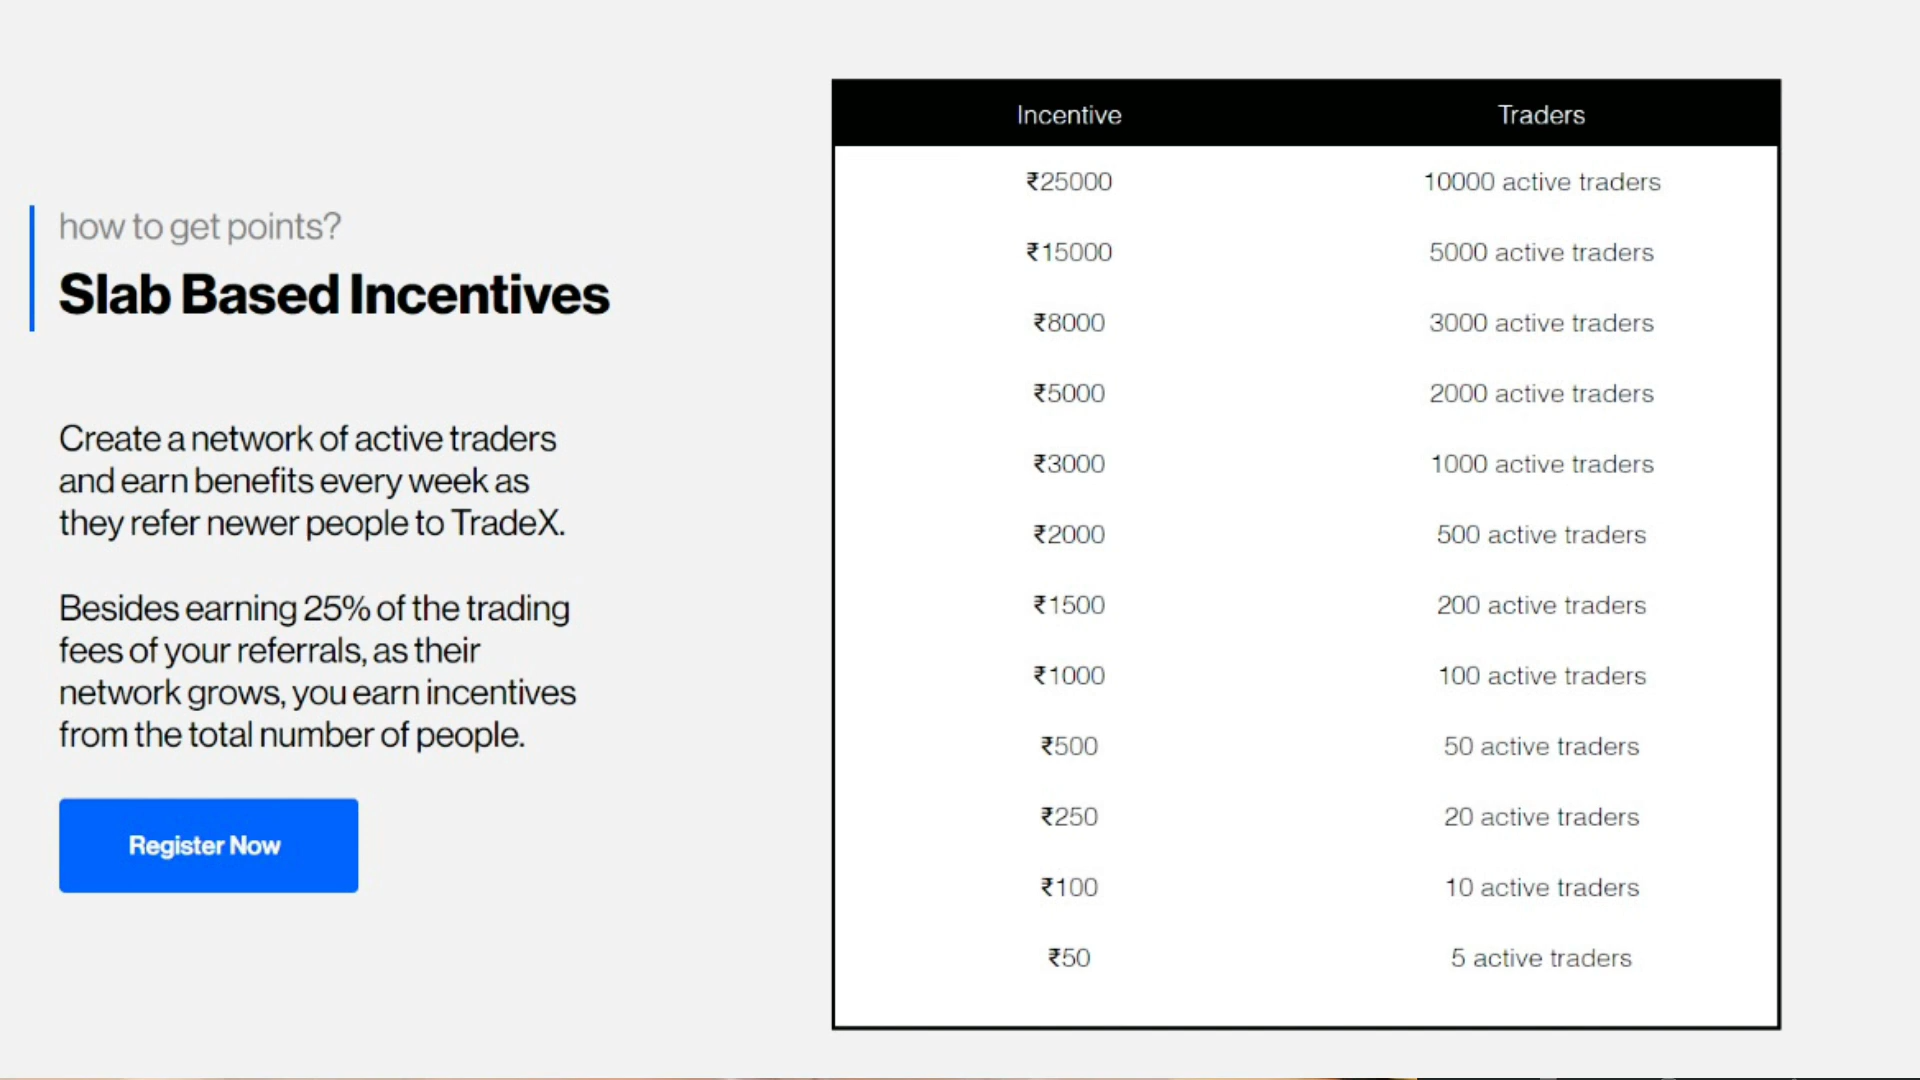 how to get points?
Slab Based Incentives
Create a network of active traders
and earn benefits every week as
they refer newer people to TradeX.
Besides earning 25% of the trading
fees of your referrals, as their
network grows, you earn incentives
from the total number of people.
Register Now
Incentive Traders
₹25000 10000 active traders
₹15000 5000 active traders
₹8000 3000 active traders
₹5000 2000 active traders
₹3000 1000 active traders
₹2000 500 active traders
₹1500 200 active traders
₹1000 100 active traders
₹500 50 active traders
₹250 20 active traders
₹100 10 active traders
₹50 5 active traders